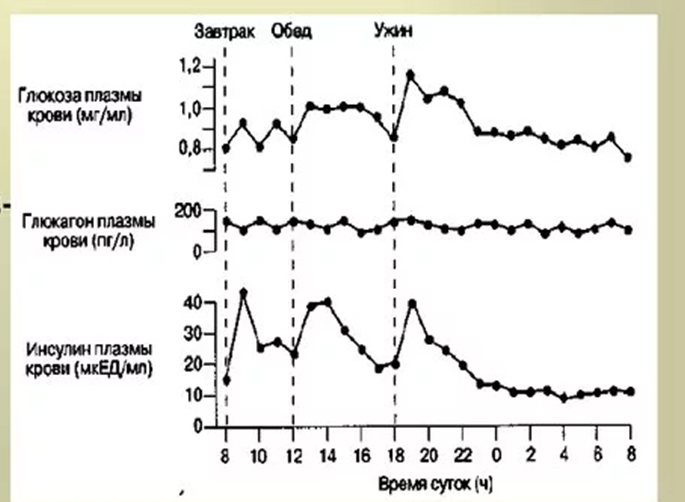 Завтрак Обед Ужин
Глюкоза плазмы
крови (мг/мл)
1,2
1,0
0,8
Глюкагон плазмы
крови (пг/л)
200
0
Инсулин плазмы
крови (мкЕД/мл)
40
30
20
10
0
8 10 12 14 16 18 20 22 0 2 4 6 8
Время суток (ч)